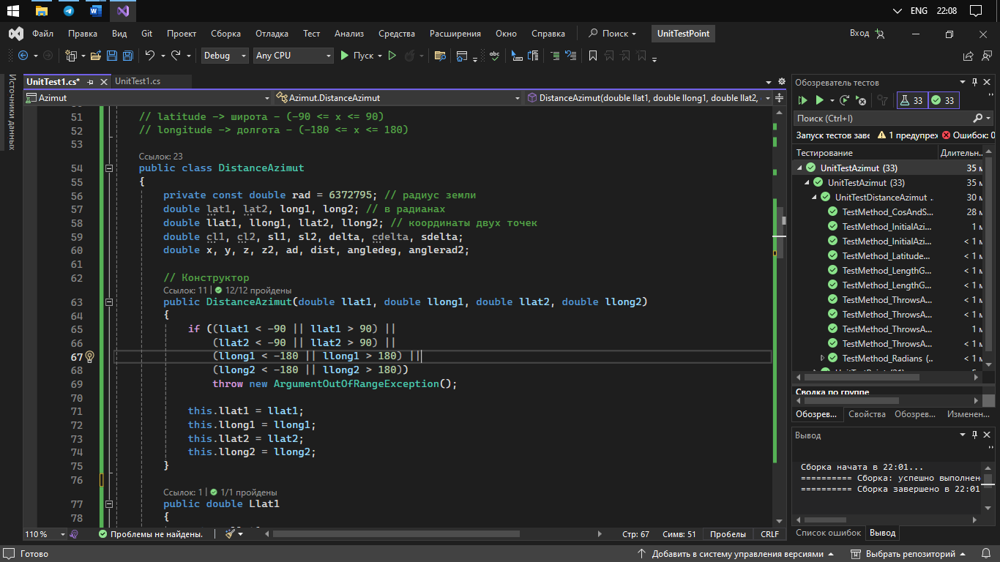 ENG 22:08
Файл Правка Вид Git Проект Сборка Отладка Тест Анализ Средства Расширения Окно Справка Поиск UnitTestPoint Вход
Debug Any CPU Пуск
Источники данных
UnitTest1.cs* UnitTest1.cs
Azimut Azimut.DistanceAzimut DistanceAzimut(double llat1, double llong1, double llat2,
51 // latitude -> широта - (-90 <= x <= 90)
52 // longitude -> долгота - (-180 <= x <= 180)
53
Ссылок: 23
54 public class DistanceAzimut
55 {
56 private const double rad = 6372795; // радиус земли
57 double lat1, lat2, long1, long2; // в радианах
58 double llat1, llong1, llat2, llong2; // координаты двух точек
59 double cl1, cl2, sl1, sl2, delta, cdelta, sdelta;
60 double x, y, z, z2, ad, dist, angledeg, anglerad2;
61
62 // Конструктор
Ссылок: 11 | 12/12 пройдены
63 public DistanceAzimut(double llat1, double llong1, double llat2, double llong2)
64 {
65 if ((llat1 < -90 || llat1 > 90) ||
66 (llat2 < -90 || llat2 > 90) ||
67 (llong1 < -180 || llong1 > 180) ||
68 (llong2 < -180 || llong2 > 180))
69 throw new ArgumentOutOfRangeException();
70
71 this.llat1 = llat1;
72 this.llong1 = llong1;
73 this.llat2 = llat2;
74 this.llong2 = llong2;
75 }
76
Ссылок: 1 | 1/1 пройдены
77 public double Llat1
78 {
110 % Проблемы не найдены. Стр: 67 Симв: 51 Пробелы CRLF
Обозреватель тестов
33 33
Поиск (Ctrl+I)
Запуск тестов заве 1 предупреж Ошибок: 0
Тестирование Длительн...
UnitTestAzimut (33) 35 м
UnitTestAzimut (33) 35 м
UnitTestDistanceAzimut .. 30 м
TestMethod_CosAndS... 28 м
TestMethod_InitialAzi... 1 м
TestMethod_InitialAzi... < 1 м
TestMethod_Latitude... < 1 м
TestMethod_LengthG... < 1 м
TestMethod_LengthG... < 1 м
TestMethod_ThrowsA... < 1 м
TestMethod_ThrowsA... < 1 м
TestMethod_ThrowsA... 1 м
TestMethod_ThrowsA... < 1 м
TestMethod_Radians (.. < 1 м
Сводка по группе
Обозрев... Свойства Обозрев... Изменен...
Вывод
Сборка начата в 22:01...
========== Сборка: успешно выполнен
========== Сборка завершено в 22:01
Список ошибок Вывод
Готово Добавить в систему управления версиями Выбрать репозиторий